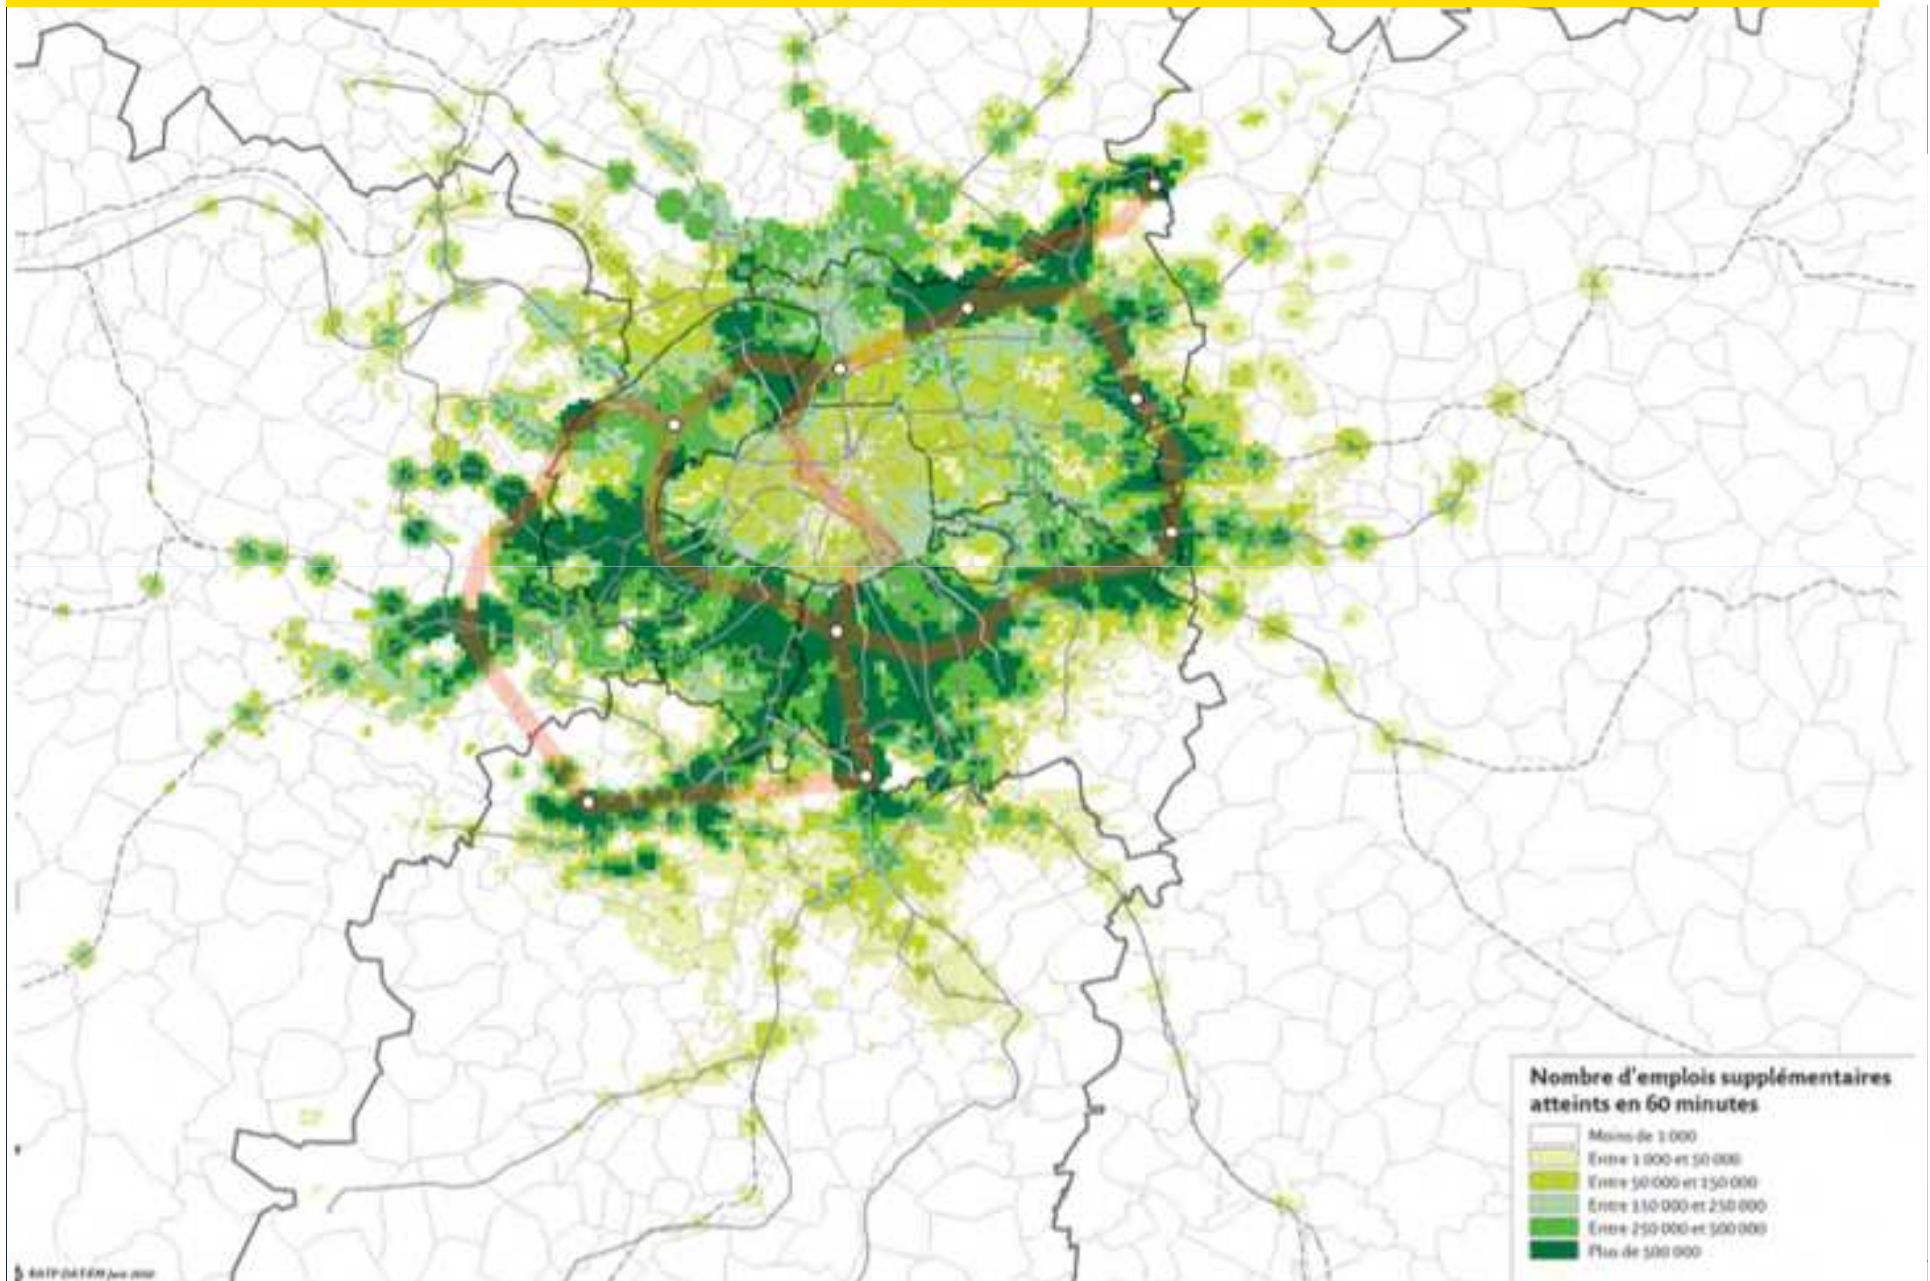 Nombre d'emplois supplémentaires
atteints en 60 minutes
Moins de 1 000
Entre 1 000 et 50 000
Entre 50 000 et 150 000
Entre 150 000 et 250 000
Entre 250 000 et 500 000
Plus de 500 000
RATP